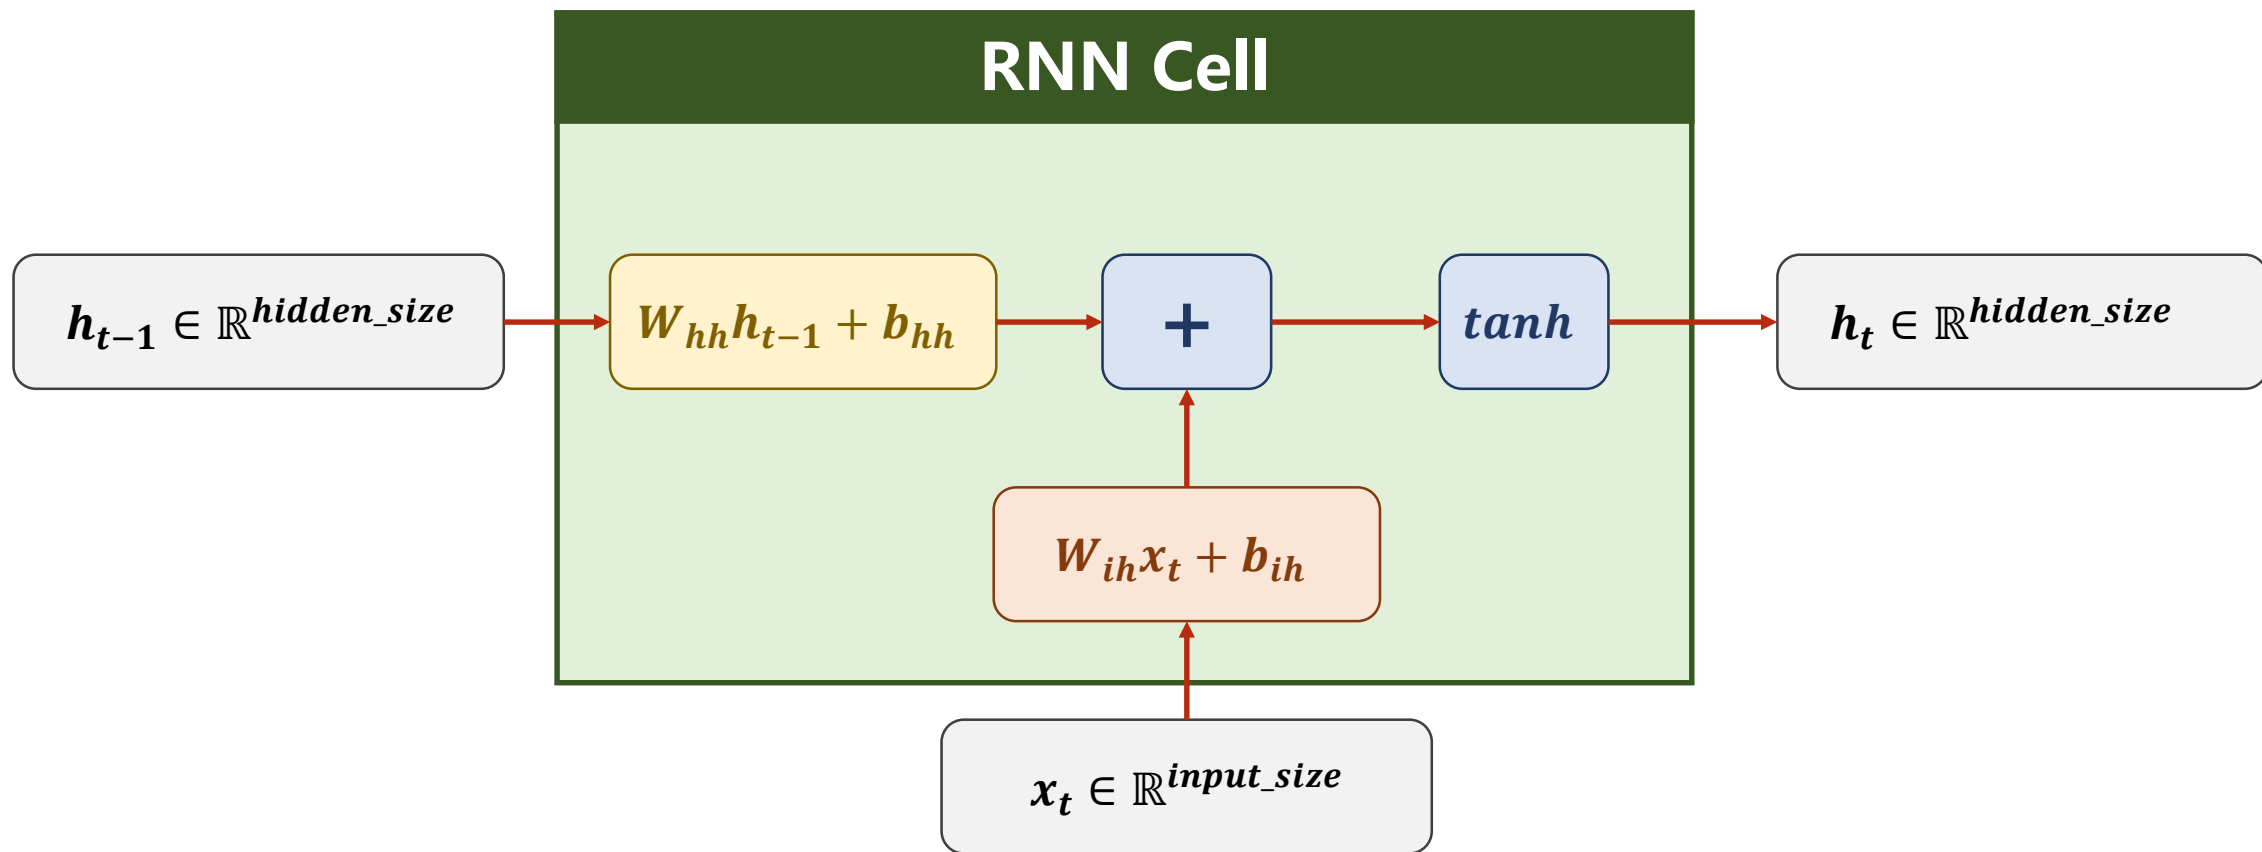 RNN Cell
h_{t−1} ∈ ℝ^{hidden_size}
W_{hh}h_{t−1} + b_{hh}
+
tanh
h_t ∈ ℝ^{hidden_size}
W_{ih}x_t + b_{ih}
x_t ∈ ℝ^{input_size}